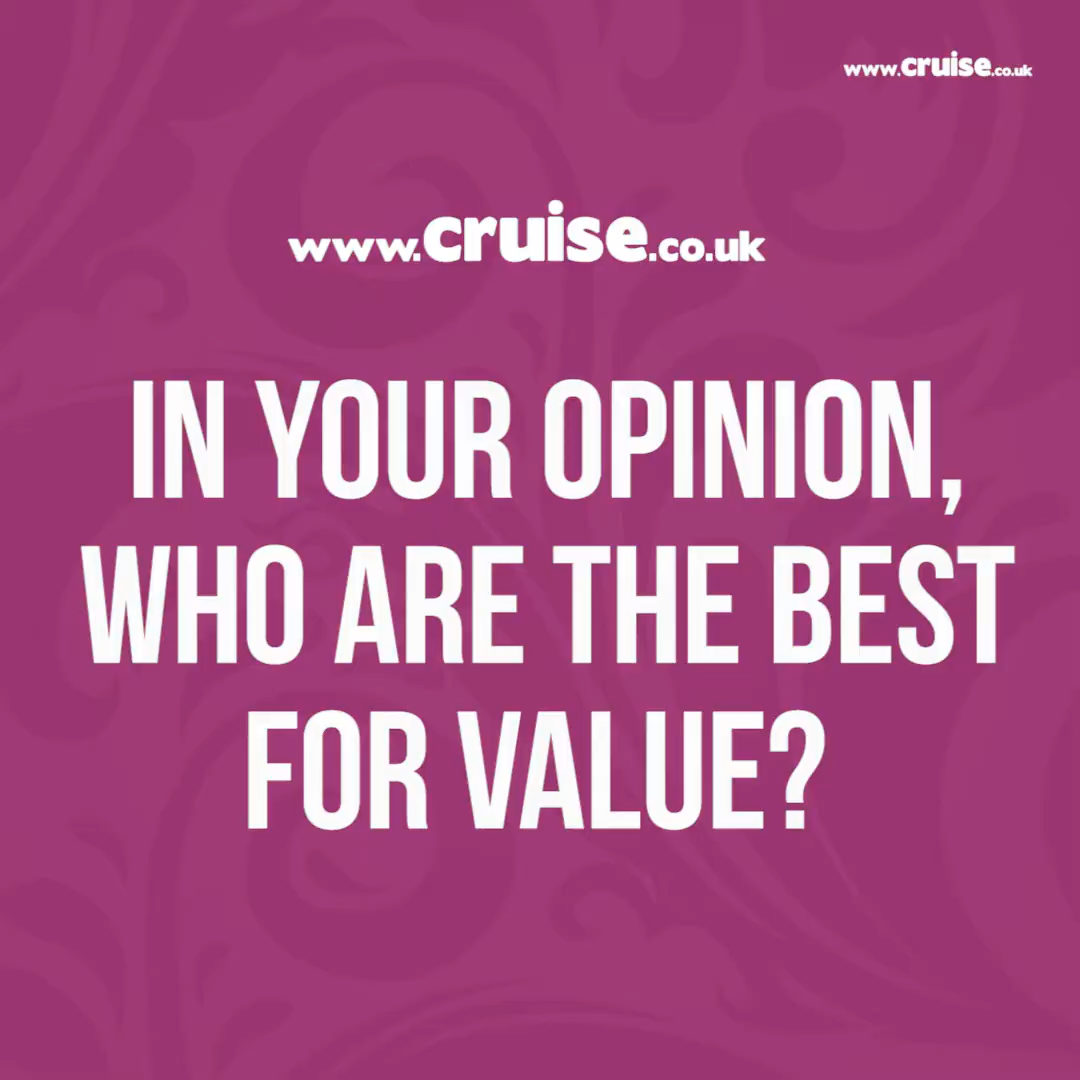 www.cruise.co.uk
www.cruise.co.uk
IN YOUR OPINION,
WHO ARE THE BEST
FOR VALUE?